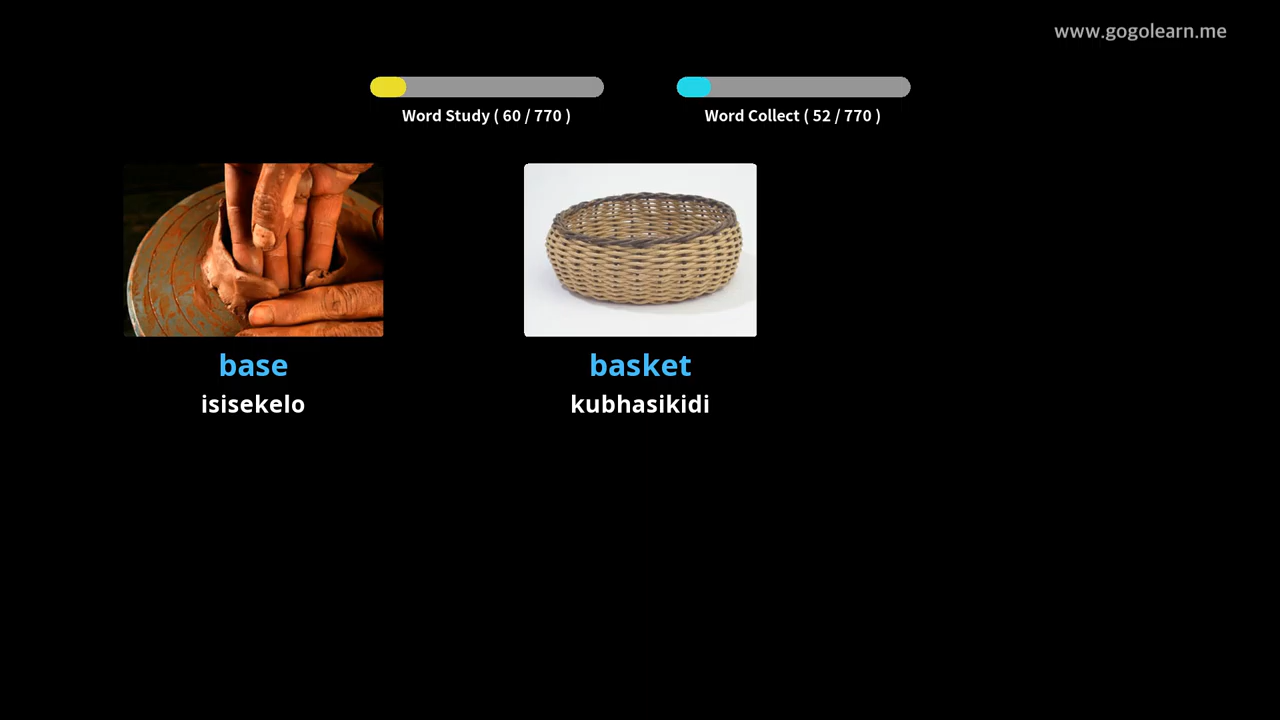 www.gogolearn.me
Word Study ( 60 / 770 )
Word Collect ( 52 / 770 )
base
isisekelo
basket
kubhasikidi